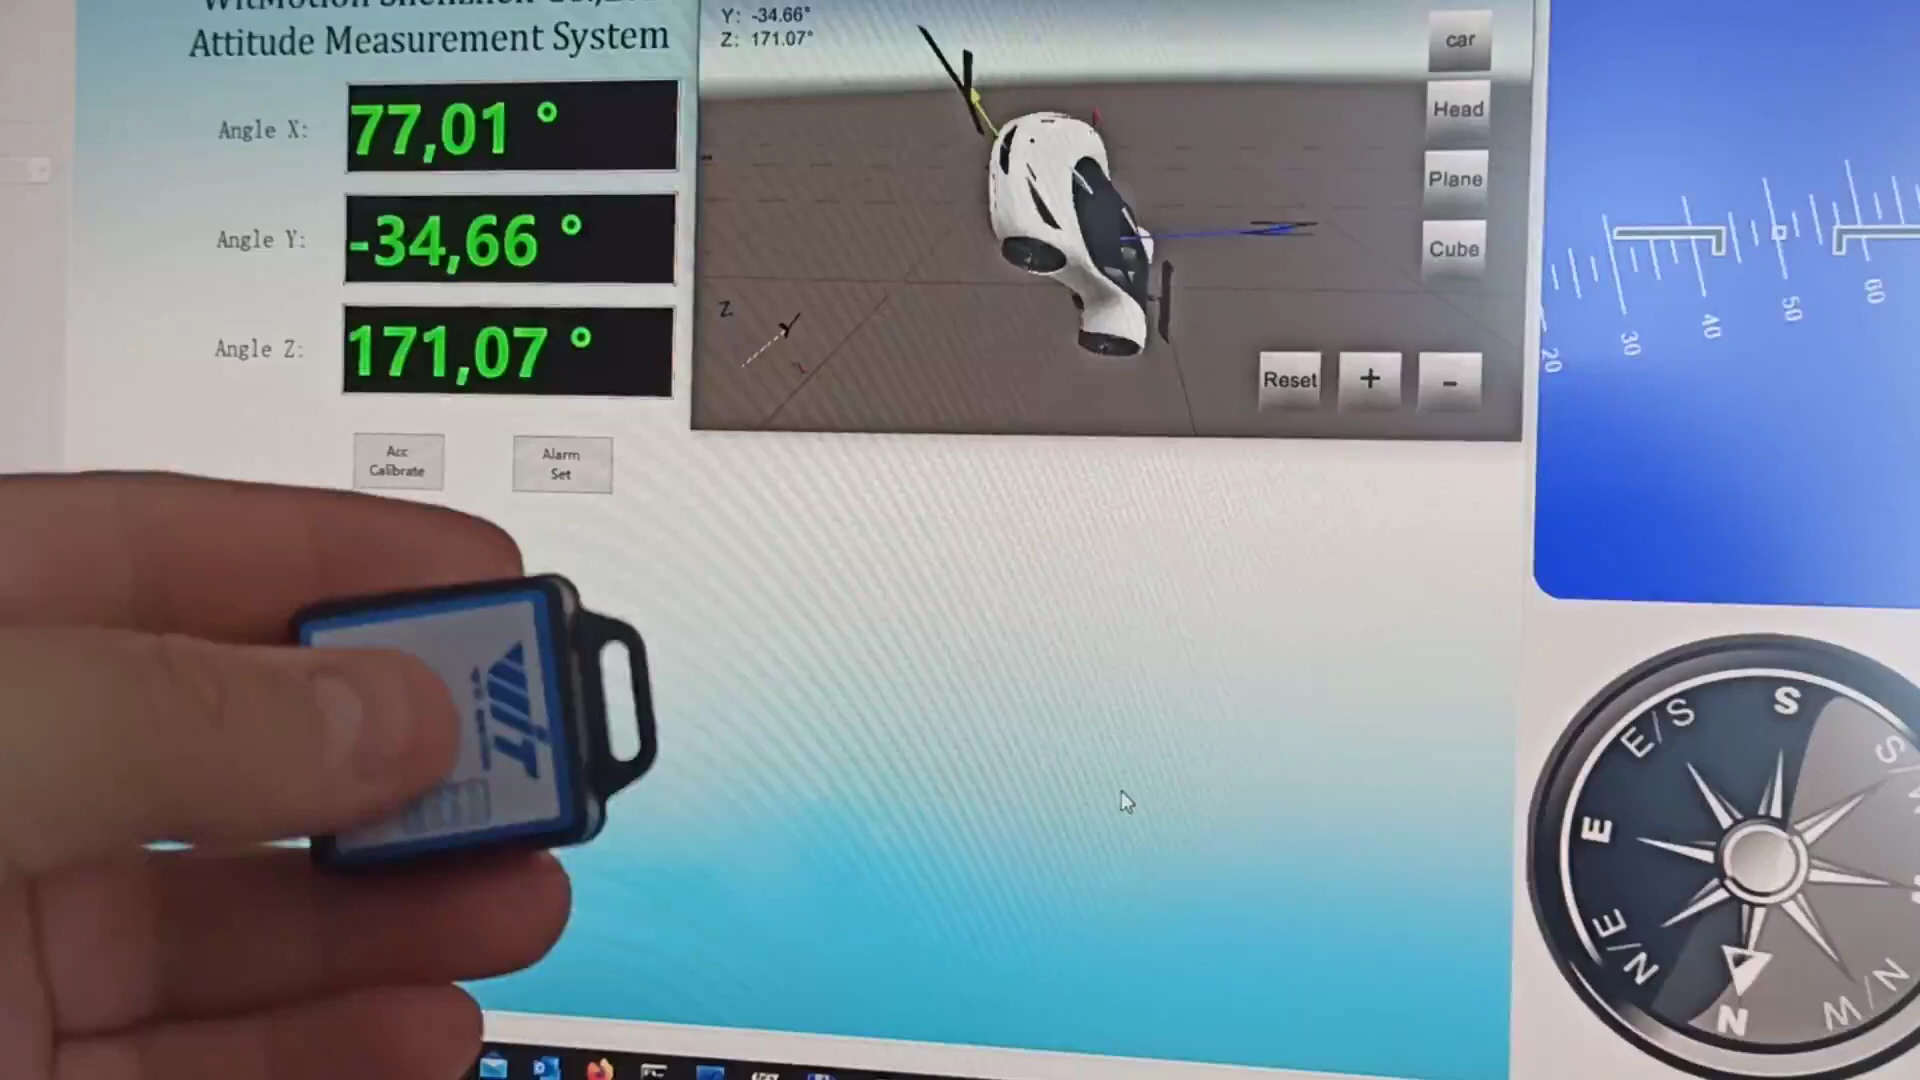 Attitude Measurement System
Angle X:
77,01 °
Angle Y:
-34,66 °
Angle Z:
171,07 °
Acc
Calibrate
Alarm
Set
Y: -34.66°
Z: 171.07°
Z
car
Head
Plane
Cube
Reset
+
-
20
30
40
50
60
S
E/S
E
N/E
N
N/W
WiT